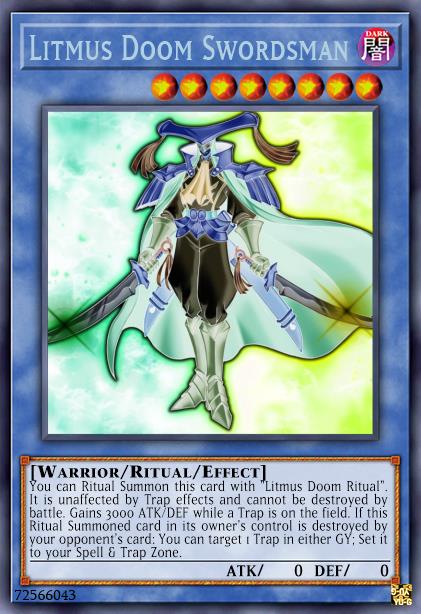 LITMUS DOOM SWORDSMAN
DARK
闇
[WARRIOR/RITUAL/EFFECT]
You can Ritual Summon this card with "Litmus Doom Ritual".
It is unaffected by Trap effects and cannot be destroyed by
battle. Gains 3000 ATK/DEF while a Trap is on the field. If this
Ritual Summoned card in its owner's control is destroyed by
your opponent's card: You can target 1 Trap in either GY; Set it
to your Spell & Trap Zone.
ATK/ 0 DEF/ 0
72566043